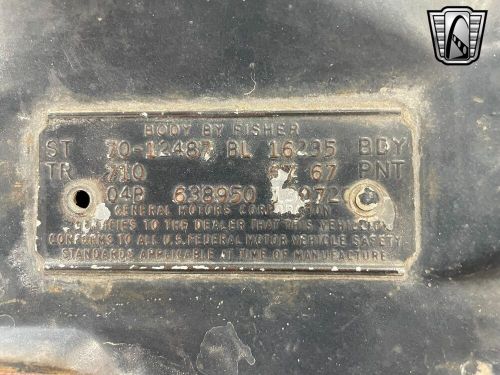 BODY BY FISHER
ST 70-12487 BL 16295 BDY
TR 710 67 67 PNT
04B 638950 072
GENERAL MOTORS CORPORATION
CERTIFIES TO THE DEALER THAT THIS VEHICLE
CONFORMS TO ALL U.S. FEDERAL MOTOR VEHICLE SAFETY
STANDARDS APPLICABLE AT TIME OF MANUFACTURE